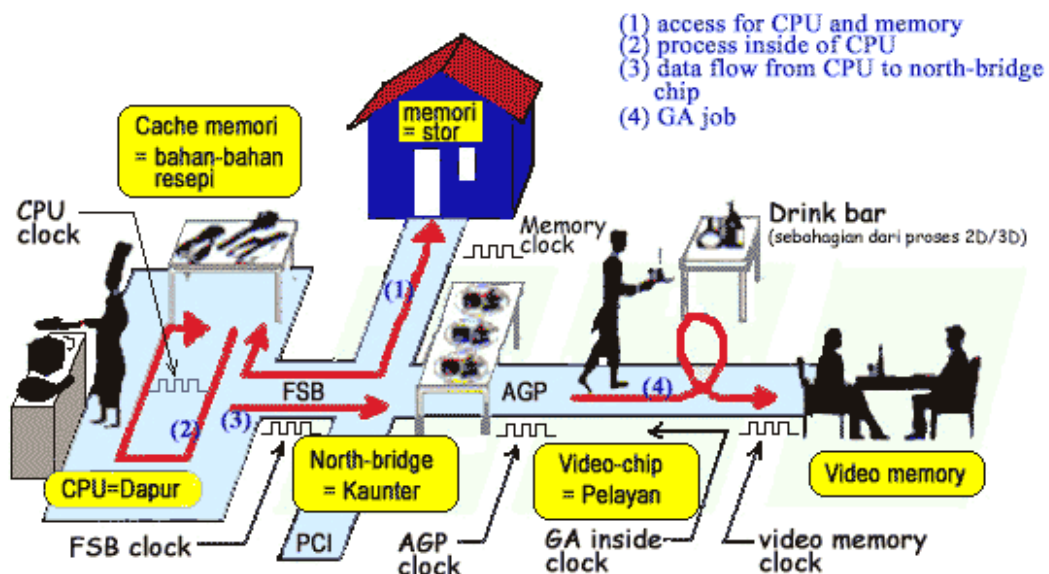 (1) access for CPU and memory
(2) process inside of CPU
(3) data flow from CPU to north-bridge
chip
(4) GA job
memori
= stor
Cache memori
= bahan-bahan
resepi
CPU
clock
Memory
clock
Drink bar
(sebahagian dari proses 2D/3D)
(1)
(2)
(3)
FSB
AGP
(4)
CPU=Dapur
North-bridge
= Kaunter
Video-chip
= Pelayan
Video memory
FSB clock
PCI
AGP
clock
GA inside
clock
video memory
clock